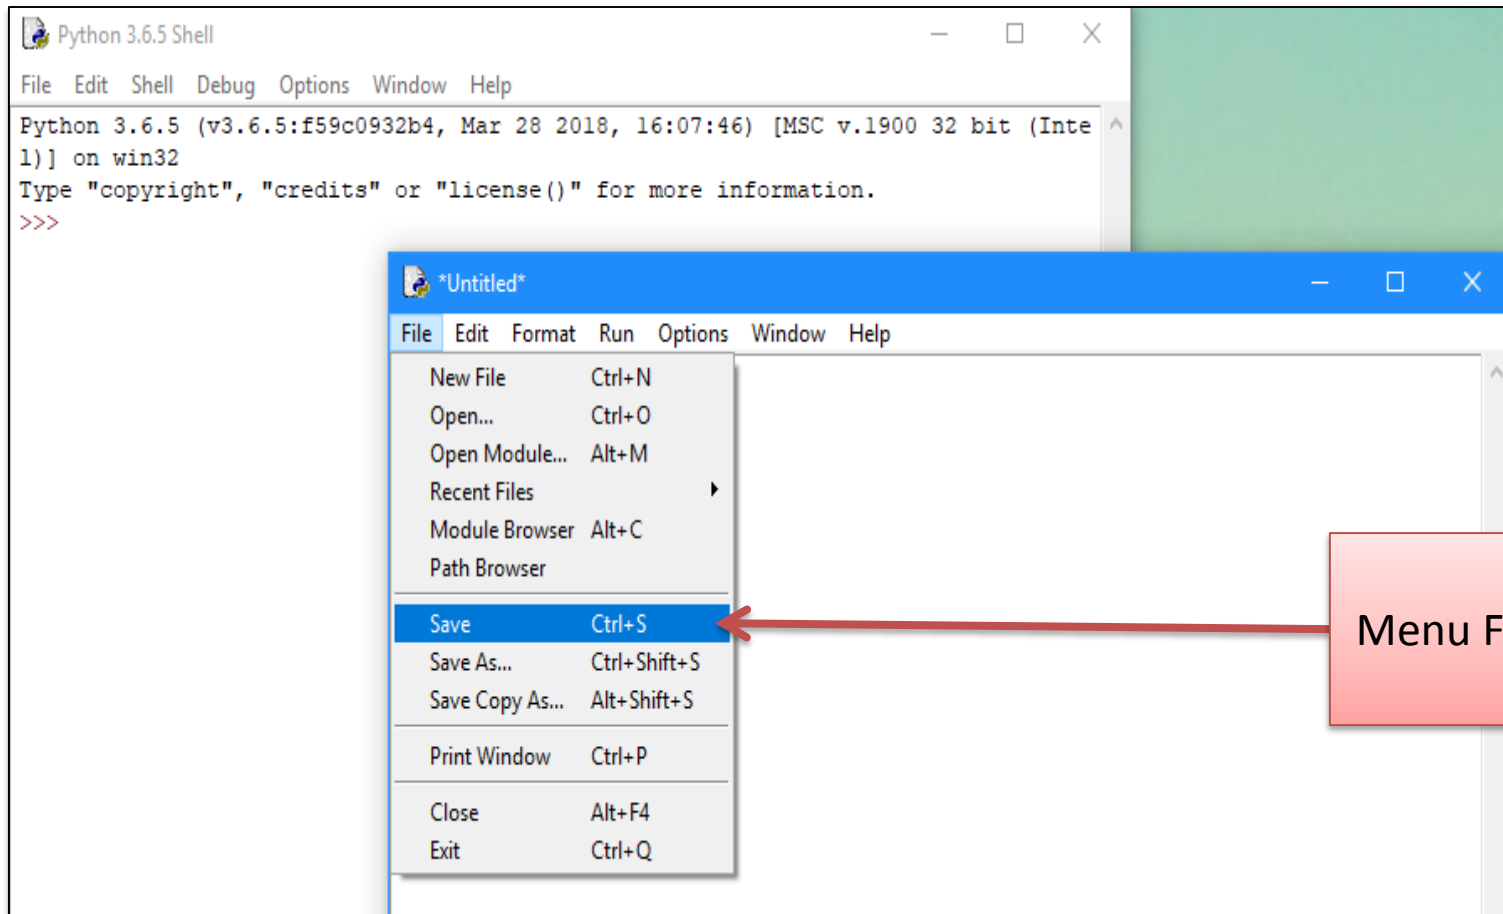 Python 3.6.5 Shell
File Edit Shell Debug Options Window Help
Python 3.6.5 (v3.6.5:f59c0932b4, Mar 28 2018, 16:07:46) [MSC v.1900 32 bit (Inte
l)] on win32
Type "copyright", "credits" or "license()" for more information.
>>>
*Untitled*
File Edit Format Run Options Window Help
New File Ctrl+N
Open... Ctrl+O
Open Module... Alt+M
Recent Files
Module Browser Alt+C
Path Browser
Save Ctrl+S
Save As... Ctrl+Shift+S
Save Copy As... Alt+Shift+S
Print Window Ctrl+P
Close Alt+F4
Exit Ctrl+Q
Menu F